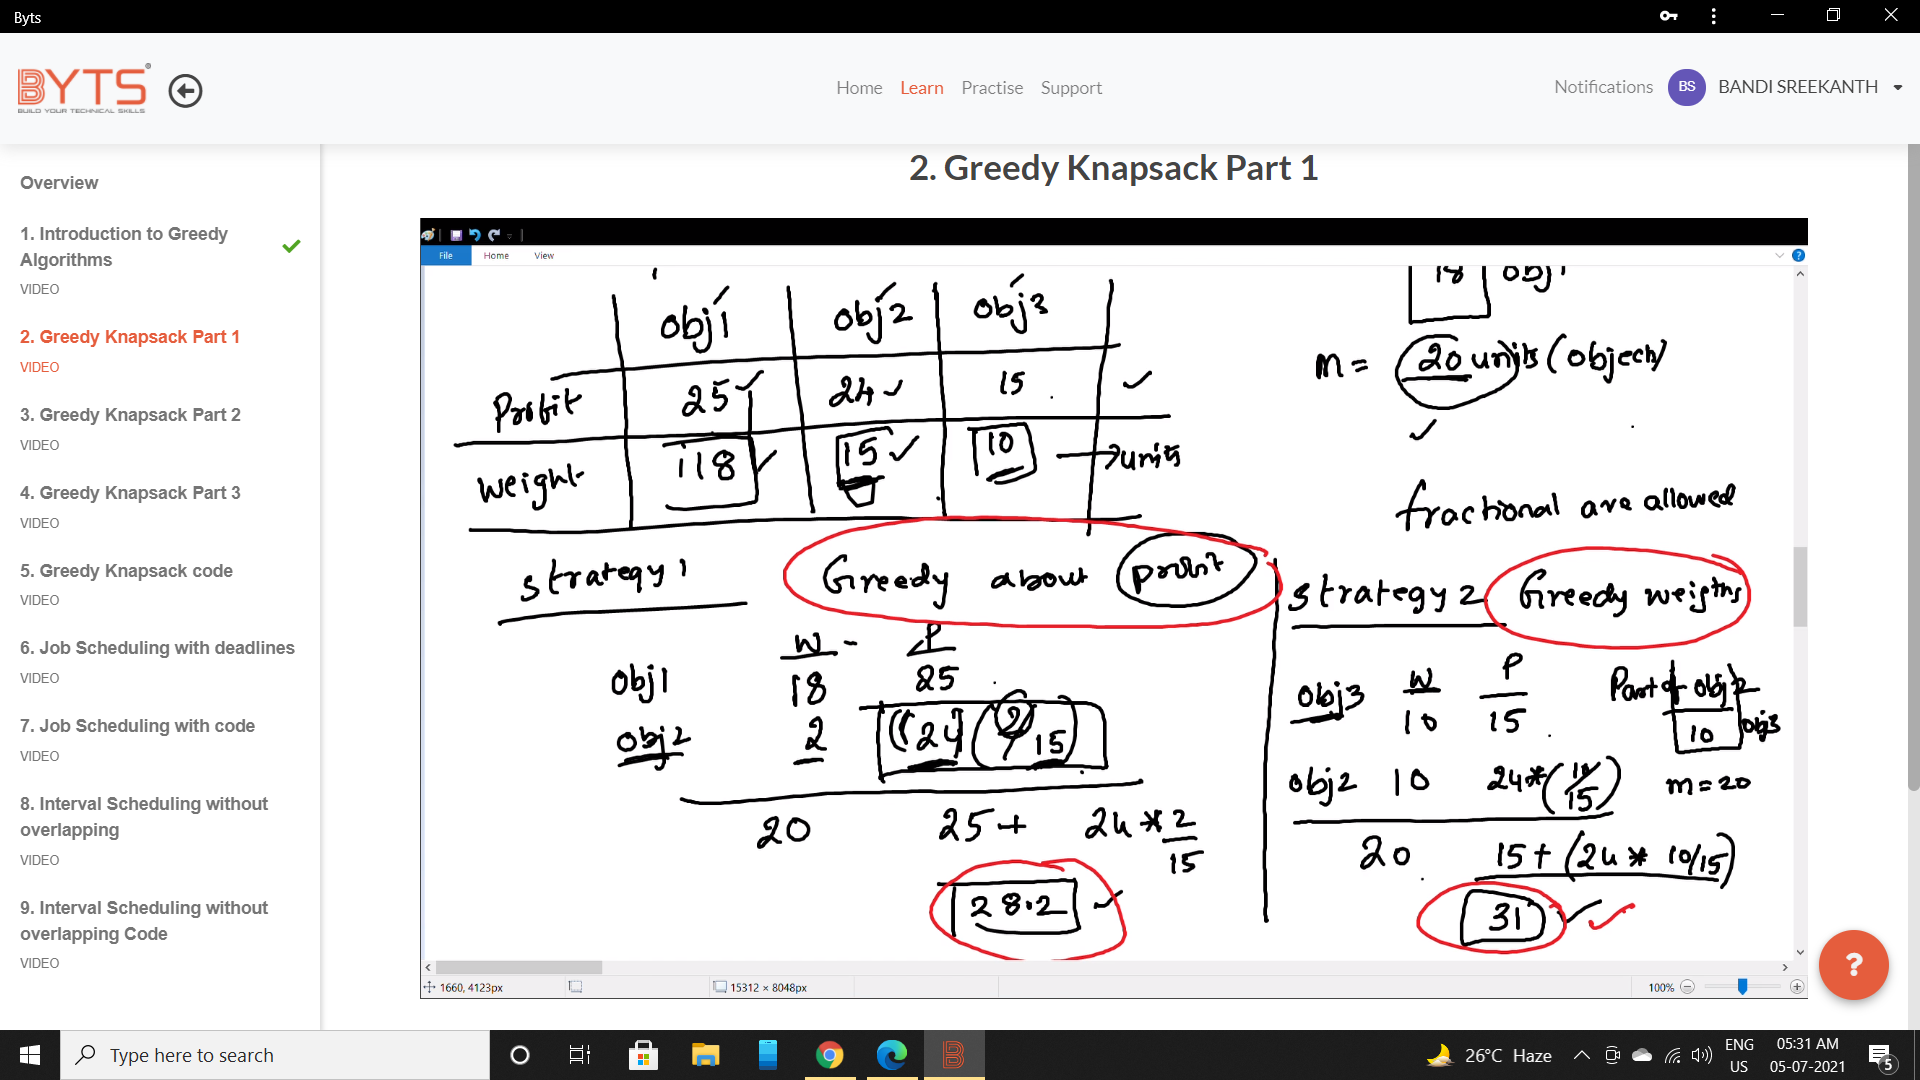 Byts
BYTS
BUILD YOUR TECHNICAL SKILLS
Home Learn Practise Support
Notifications BS BANDI SREEKANTH
Overview
1. Introduction to Greedy
Algorithms
VIDEO
2. Greedy Knapsack Part 1
VIDEO
3. Greedy Knapsack Part 2
VIDEO
4. Greedy Knapsack Part 3
VIDEO
5. Greedy Knapsack code
VIDEO
6. Job Scheduling with deadlines
VIDEO
7. Job Scheduling with code
VIDEO
8. Interval Scheduling without
overlapping
VIDEO
9. Interval Scheduling without
overlapping Code
VIDEO
2. Greedy Knapsack Part 1
File Home View
obj1 obj2 obj3
Profit 25 24 15
Weight 18 15 10 → units
18 obj1
m = 20 units (object)
fractional are allowed
strategy 1 Greedy about profit
W - P
obj1 18 25
obj2 2 (24) (2/15)
20 25 + 24 * 2/15
28.2
strategy 2 Greedy weights
W P
obj3 10 15
Part of obj2
10 obj3
obj2 10 24*(10/15) m = 20
20 15 + (24 * 10/15)
31
1660, 4123px 15312 × 8048px 100%
?
Type here to search
26°C Haze
ENG
US
05:31 AM
05-07-2021
5